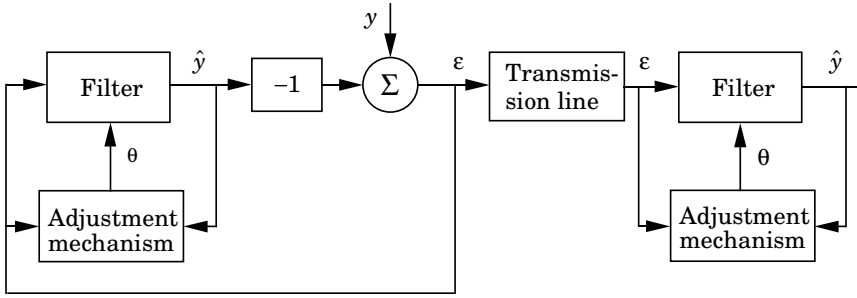 y
ŷ
ε
ε
ŷ
Filter
−1
Σ
Transmis-
sion line
Filter
θ
θ
Adjustment
mechanism
Adjustment
mechanism